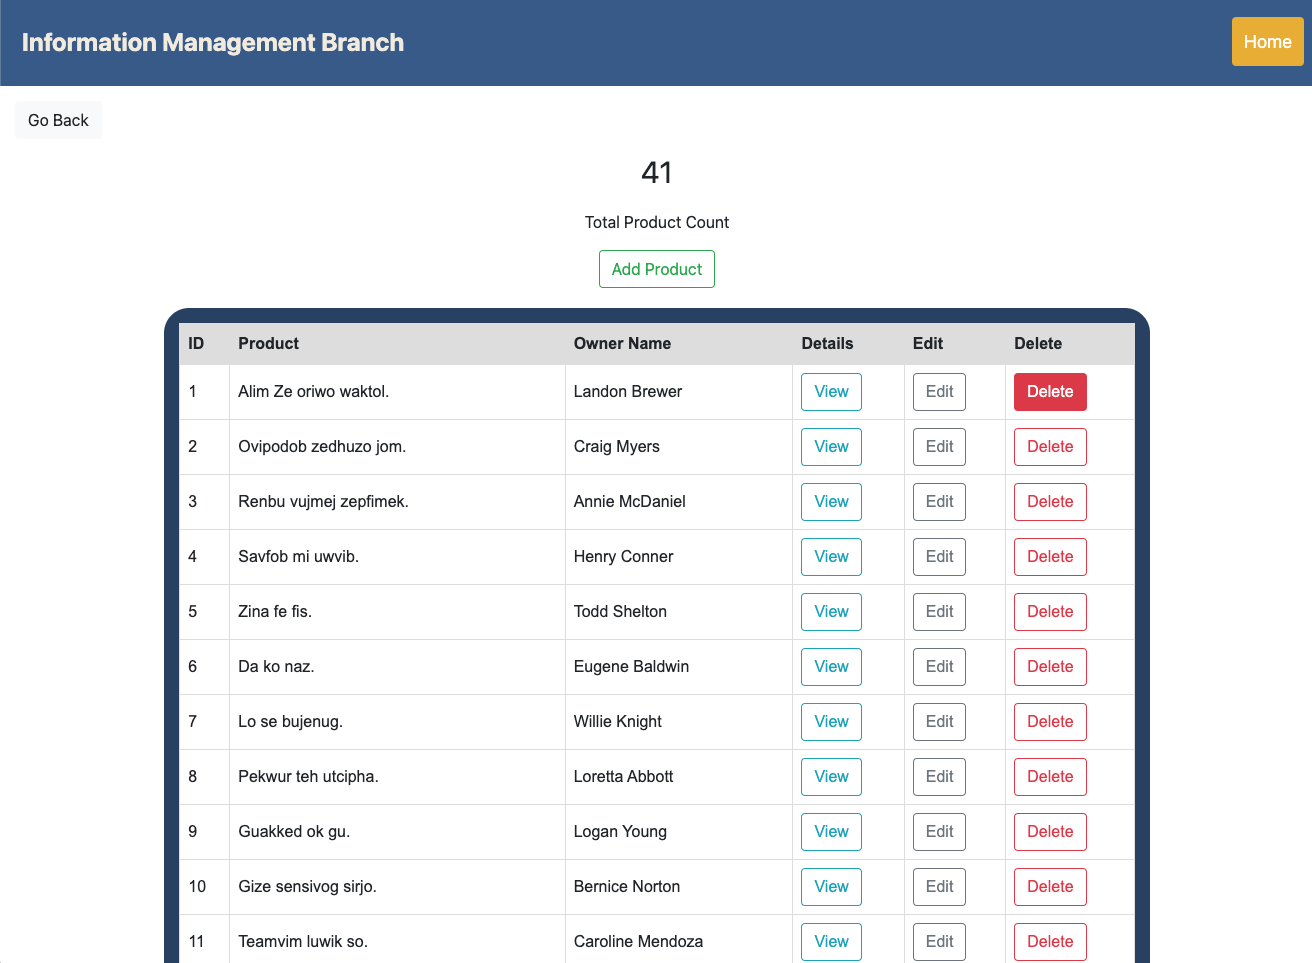 Information Management Branch
Home
Go Back
41
Total Product Count
Add Product
ID Product Owner Name Details Edit Delete
1 Alim Ze oriwo waktol. Landon Brewer View Edit Delete
2 Ovipodob zedhuzo jom. Craig Myers View Edit Delete
3 Renbu vujmej zepfimek. Annie McDaniel View Edit Delete
4 Savfob mi uwvib. Henry Conner View Edit Delete
5 Zina fe fis. Todd Shelton View Edit Delete
6 Da ko naz. Eugene Baldwin View Edit Delete
7 Lo se bujenug. Willie Knight View Edit Delete
8 Pekwur teh utcipha. Loretta Abbott View Edit Delete
9 Guakked ok gu. Logan Young View Edit Delete
10 Gize sensivog sirjo. Bernice Norton View Edit Delete
11 Teamvim luwik so. Caroline Mendoza View Edit Delete